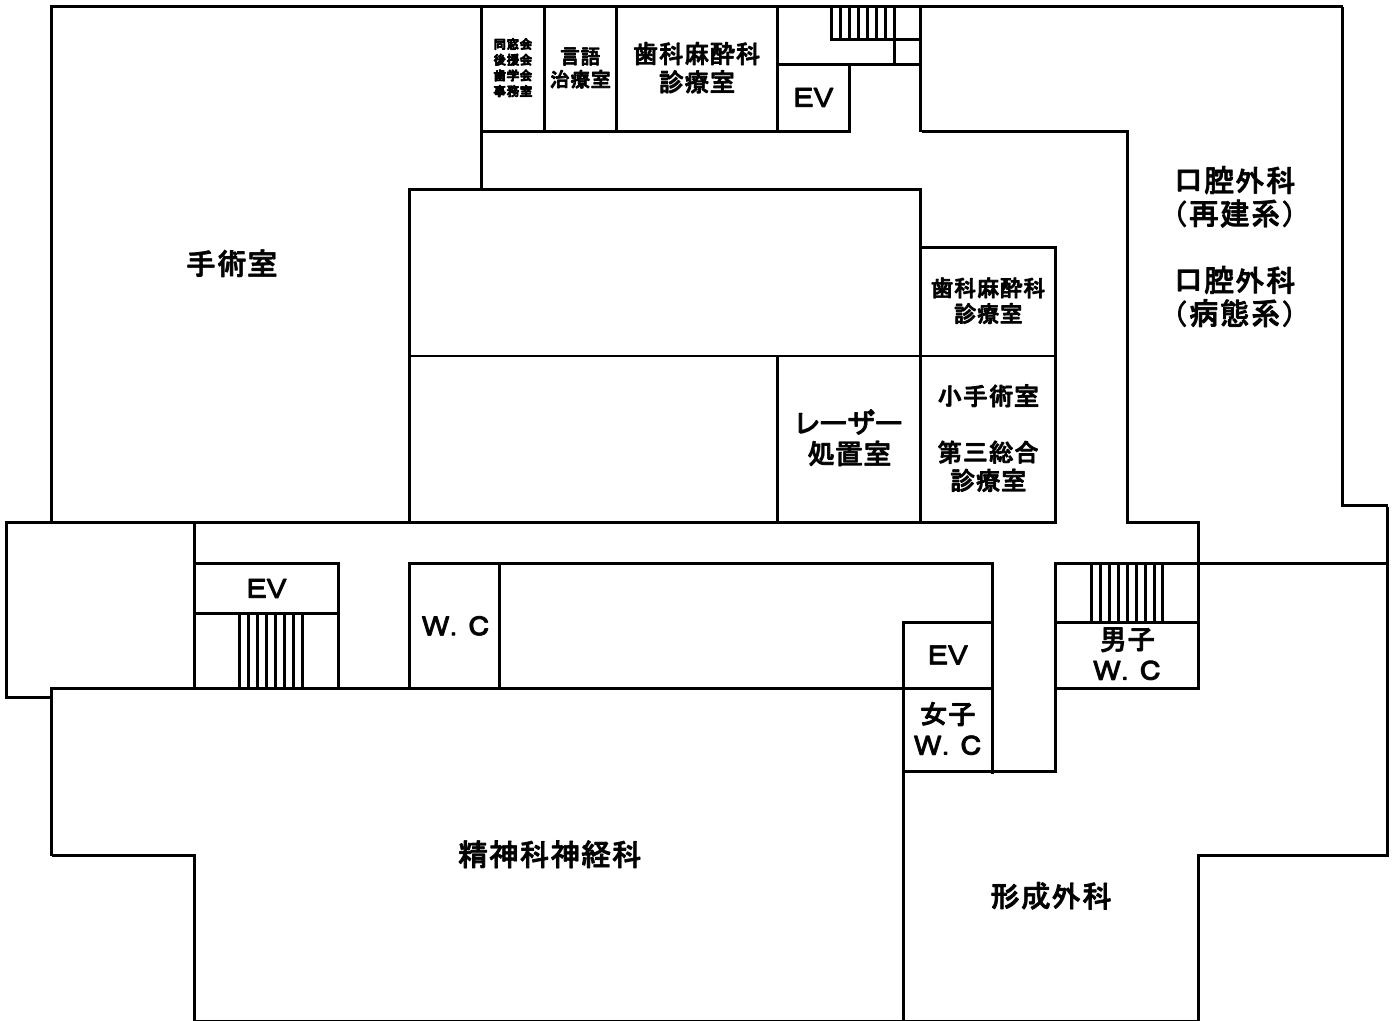 同窓会
後援会
歯学会
事務室
言語
治療室
歯科麻酔科
診療室
EV
口腔外科
（再建系）
口腔外科
（病態系）
手術室
歯科麻酔科
診療室
小手術室
第三総合
診療室
レーザー
処置室
EV
W．C
EV
男子
W．C
女子
W．C
精神科神経科
形成外科